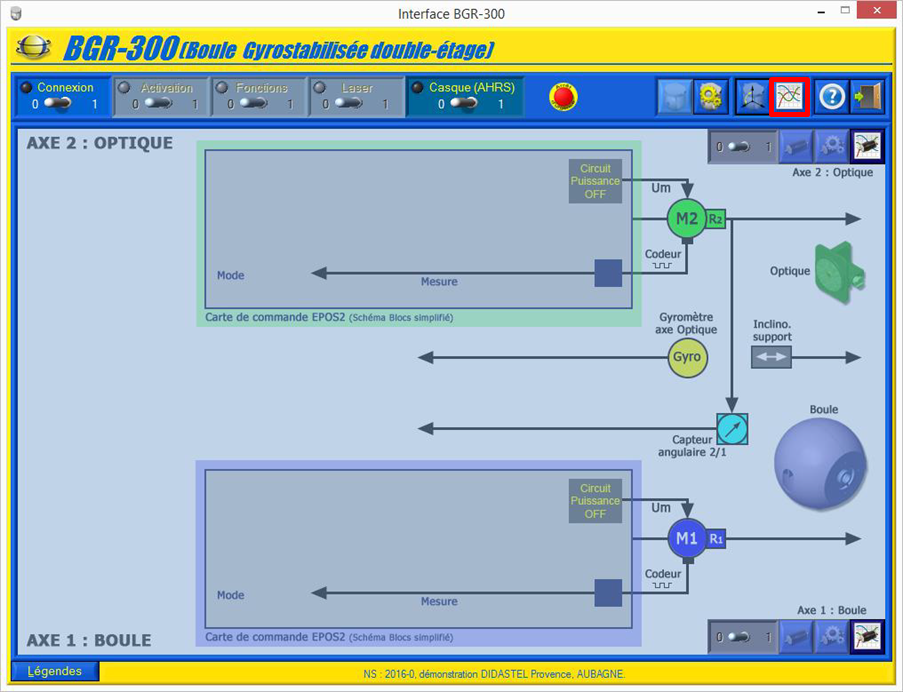 Interface BGR-300
BGR-300 (Boule Gyrostabilisée double-étage)
Connexion
0 1
Activation
0 1
Fonctions
0 1
Laser
0 1
Casque (AHRS)
0 1
?
AXE 2 : OPTIQUE
0 1
Axe 2 : Optique
Circuit
Puissance
OFF
Um
M2
R2
Codeur
Mode
Mesure
Optique
Carte de commande EPOS2 (Schéma Blocs simplifié)
Gyromètre
axe Optique
Gyro
Inclino.
support
Capteur
angulaire 2/1
Boule
Circuit
Puissance
OFF
Um
M1
R1
Codeur
Mode
Mesure
Axe 1 : Boule
Carte de commande EPOS2 (Schéma Blocs simplifié)
AXE 1 : BOULE
0 1
Légendes
NS : 2016-0, démonstration DIDASTEL Provence, AUBAGNE.